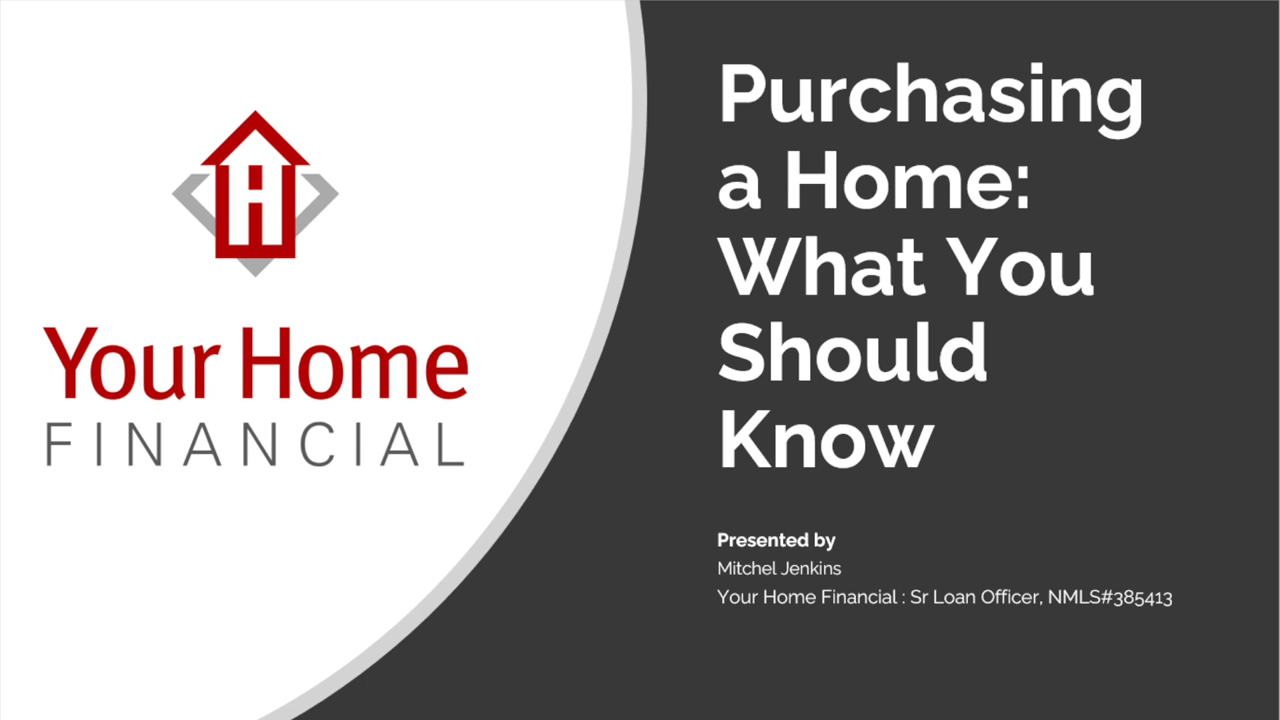 Your Home
FINANCIAL
Purchasing
a Home:
What You
Should
Know
Presented by
Mitchel Jenkins
Your Home Financial : Sr Loan Officer, NMLS#385413